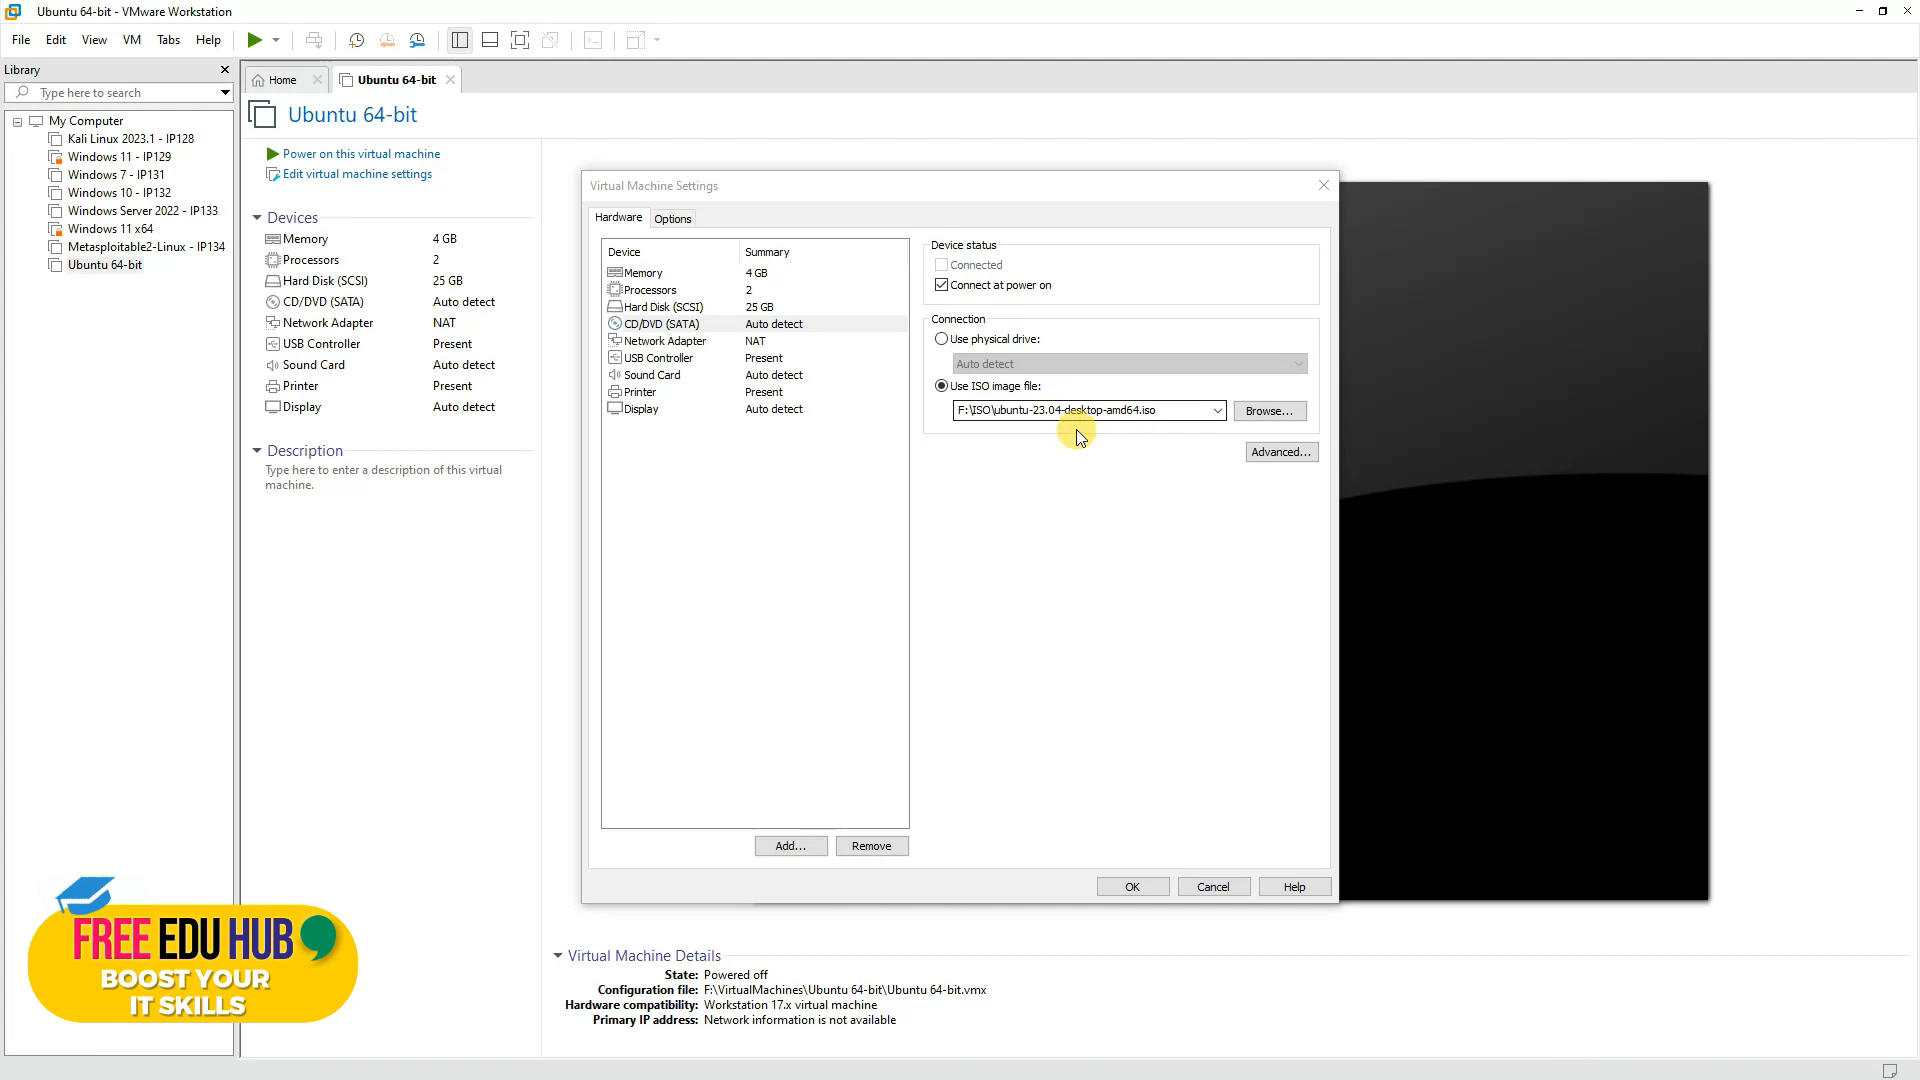 Ubuntu 64-bit - VMware Workstation
File Edit View VM Tabs Help
Library
Type here to search
My Computer
Kali Linux 2023.1 - IP128
Windows 11 - IP129
Windows 7 - IP131
Windows 10 - IP132
Windows Server 2022 - IP133
Windows 11 x64
Metasploitable2-Linux - IP134
Ubuntu 64-bit
Home
Ubuntu 64-bit
Ubuntu 64-bit
Power on this virtual machine
Edit virtual machine settings
Devices
Memory 4 GB
Processors 2
Hard Disk (SCSI) 25 GB
CD/DVD (SATA) Auto detect
Network Adapter NAT
USB Controller Present
Sound Card Auto detect
Printer Present
Display Auto detect
Description
Type here to enter a description of this virtual
machine.
Virtual Machine Settings
Hardware Options
Device Summary
Memory 4 GB
Processors 2
Hard Disk (SCSI) 25 GB
CD/DVD (SATA) Auto detect
Network Adapter NAT
USB Controller Present
Sound Card Auto detect
Printer Present
Display Auto detect
Add... Remove
Device status
Connected
Connect at power on
Connection
Use physical drive:
Auto detect
Use ISO image file:
F:\ISO\ubuntu-23.04-desktop-amd64.iso
Browse...
Advanced...
OK Cancel Help
Virtual Machine Details
State: Powered off
Configuration file: F:\VirtualMachines\Ubuntu 64-bit\Ubuntu 64-bit.vmx
Hardware compatibility: Workstation 17.x virtual machine
Primary IP address: Network information is not available
FREE EDU HUB
BOOST YOUR
IT SKILLS